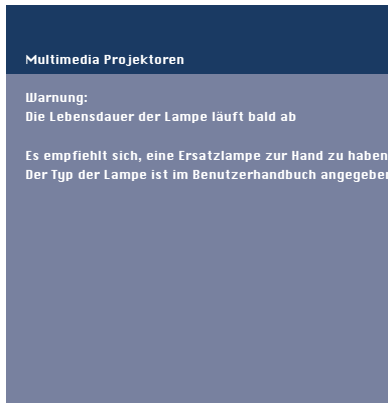 Multimedia Projektoren
Warnung:
Die Lebensdauer der Lampe läuft bald ab
Es empfiehlt sich, eine Ersatzlampe zur Hand zu haben
Der Typ der Lampe ist im Benutzerhandbuch angegeben